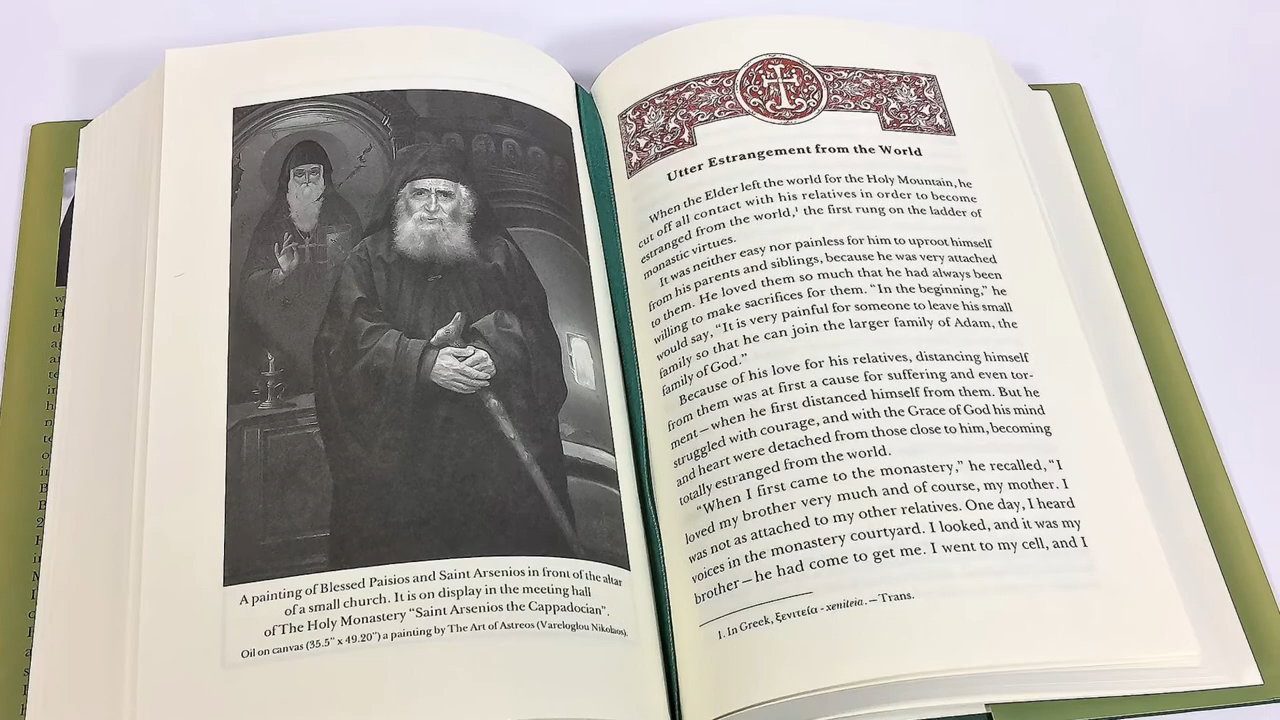 A painting of Blessed Paisios and Saint Arsenios in front of the altar
of a small church. It is on display in the meeting hall
of The Holy Monastery “Saint Arsenios the Cappadocian”.
Oil on canvas (35.5” x 49.20”) a painting by The Art of Astreos (Vareloglou Nikolaos).
Utter Estrangement from the World
When the Elder left the world for the Holy Mountain, he
cut off all contact with his relatives in order to become
estranged from the world,¹ the first rung on the ladder of
monastic virtues.
It was neither easy nor painless for him to uproot himself
from his parents and siblings, because he was very attached
to them. He loved them so much that he had always been
willing to make sacrifices for them. “In the beginning,” he
would say, “It is very painful for someone to leave his small
family so that he can join the larger family of Adam, the
family of God.”
Because of his love for his relatives, distancing himself
from them was at first a cause for suffering and even tor-
ment — when he first distanced himself from them. But he
struggled with courage, and with the Grace of God his mind
and heart were detached from those close to him, becoming
totally estranged from the world.
“When I first came to the monastery,” he recalled, “I
loved my brother very much and of course, my mother. I
was not as attached to my other relatives. One day, I heard
voices in the monastery courtyard. I looked, and it was my
brother — he had come to get me. I went to my cell, and I
1. In Greek, ξενιτεία - xeniteia. — Trans.